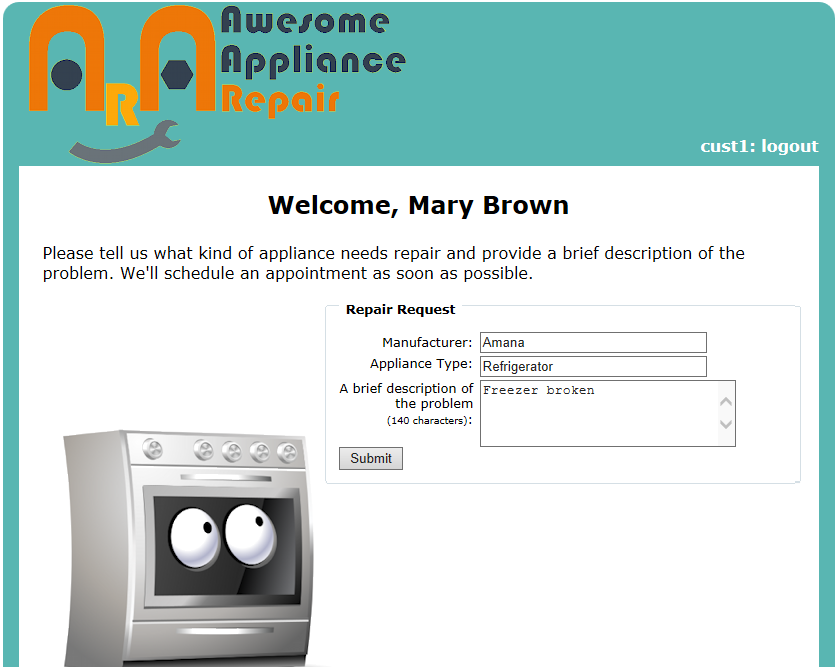 Awesome
Appliance
ARA Repair
cust1: logout
Welcome, Mary Brown
Please tell us what kind of appliance needs repair and provide a brief description of the
problem. We'll schedule an appointment as soon as possible.
Repair Request
Manufacturer: Amana
Appliance Type: Refrigerator
A brief description of Freezer broken
the problem
(140 characters):
Submit